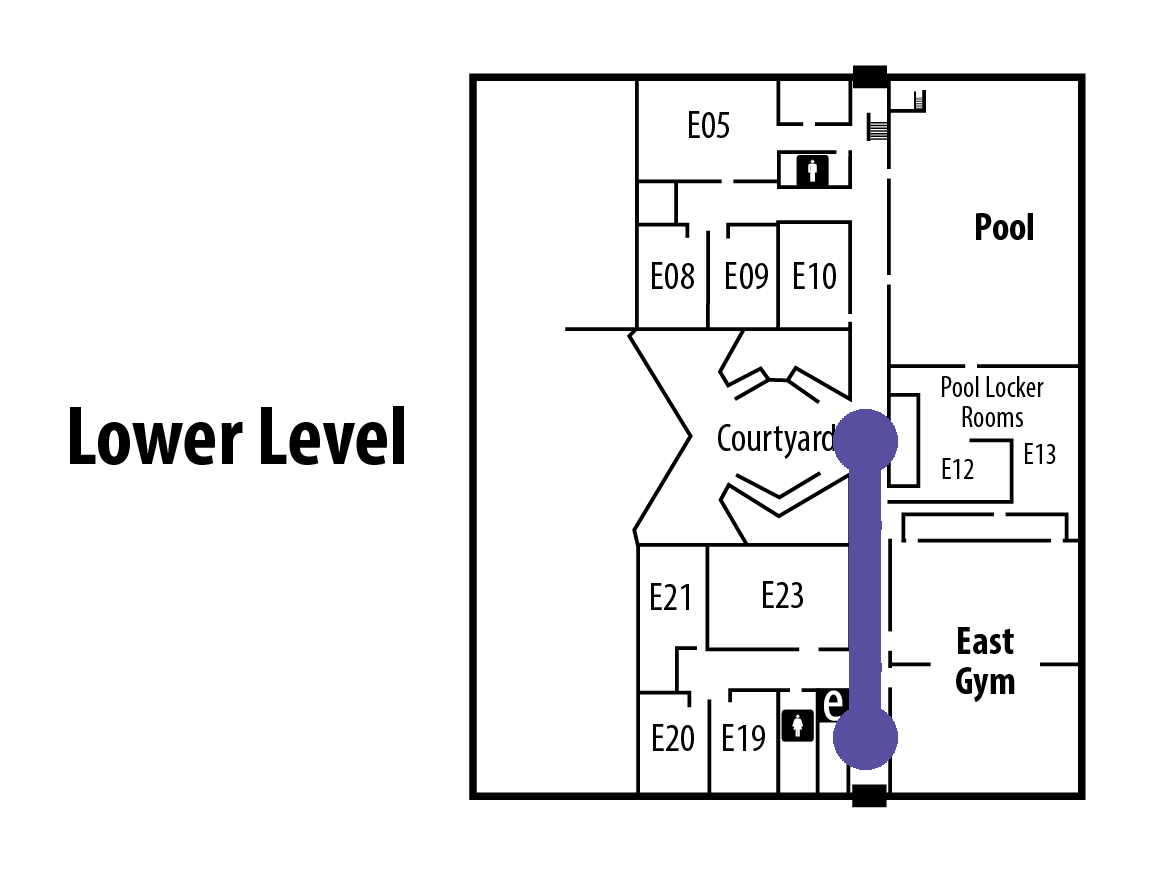 E05
Pool
E08
E09
E10
Pool Locker
Rooms
Lower Level
Courtyard
E12
E13
E21
E23
East
Gym
e
E20
E19